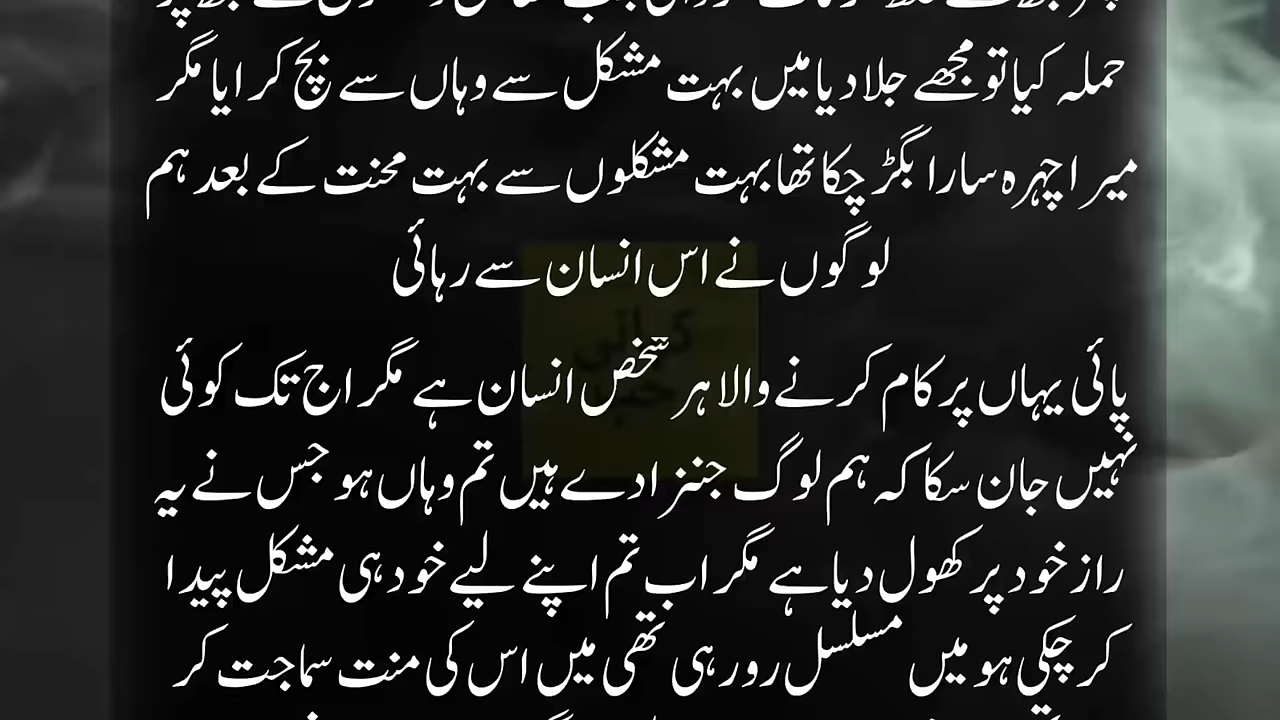 حملہ کیا تو مجھے جلا دیا میں بہت مشکل سے وہاں سے بچ کر ایا مگر
میرا چہرہ سارا بگڑ چکا تھا بہت مشکلوں سے بہت محنت کے بعد ہم
لوگوں نے اس انسان سے رہائی
کہانی
پائی یہاں پر کام کرنے والا ہر شخص انسان ہے مگر اج تک کوئی
نہیں جان سکا کہ ہم لوگ جننزادے ہیں تم وہاں ہو جس نے یہ
راز خود پر کھول دیا ہے مگر اب تم اپنے لیے خود ہی مشکل پیدا
کر چکی ہو میں مسلسل رو رہی تھی میں اس کی منت سماجت کر